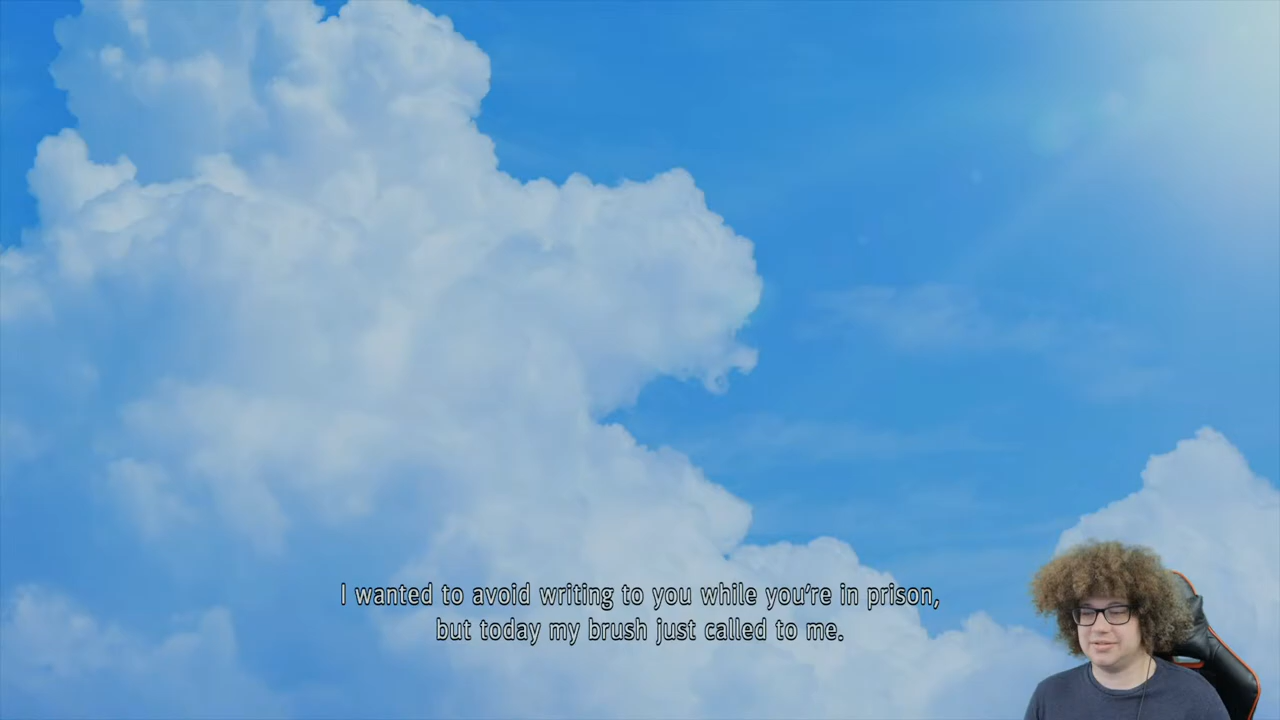 I wanted to avoid writing to you while you're in prison,
but today my brush just called to me.